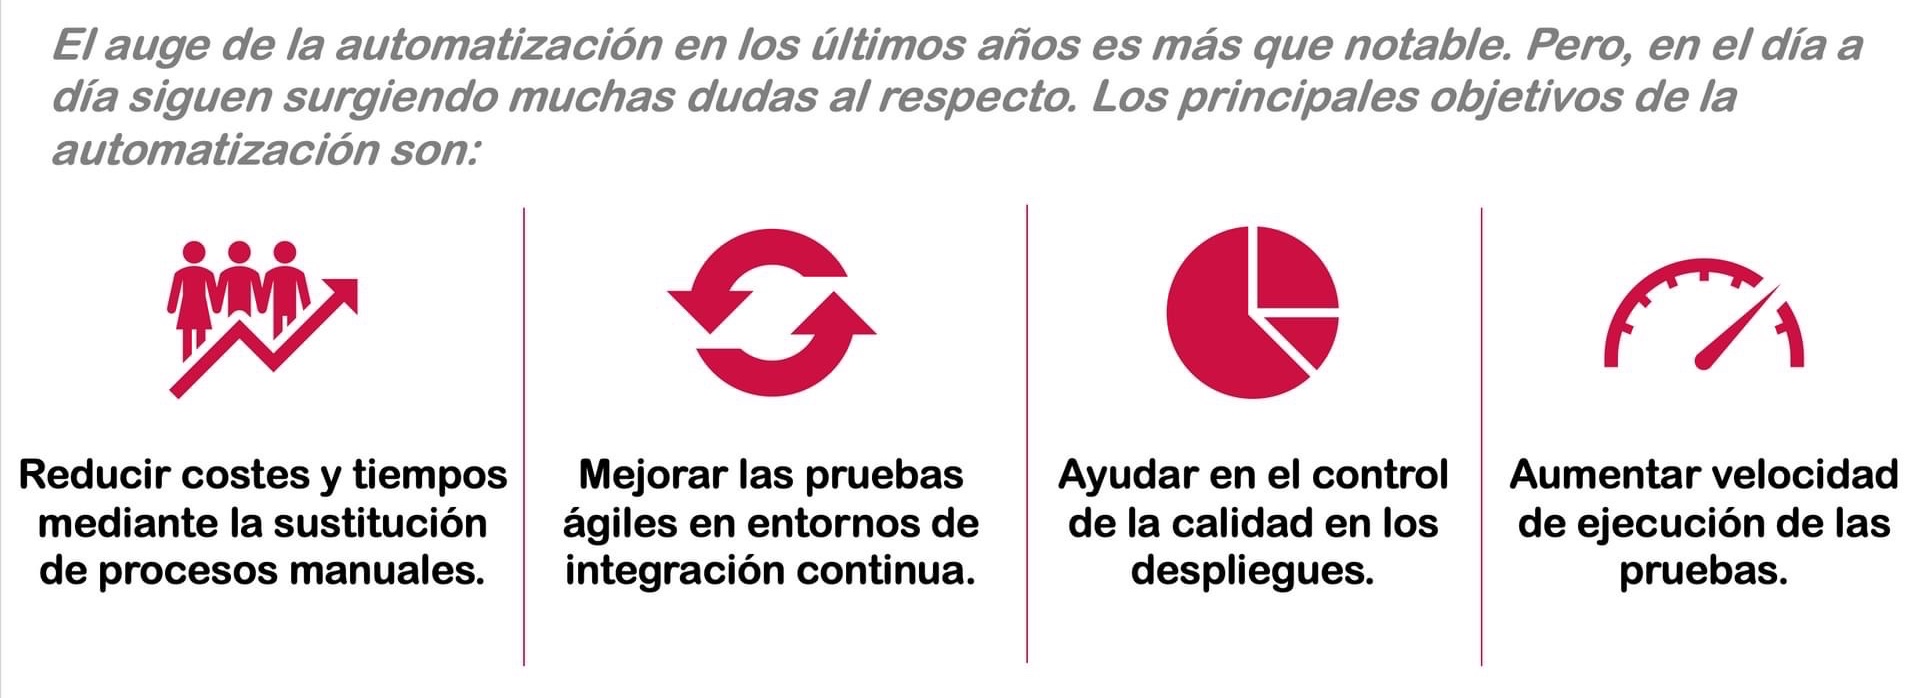 El auge de la automatización en los últimos años es más que notable. Pero, en el día a
día siguen surgiendo muchas dudas al respecto. Los principales objetivos de la
automatización son:
Reducir costes y tiempos
mediante la sustitución
de procesos manuales.
Mejorar las pruebas
ágiles en entornos de
integración continua.
Ayudar en el control
de la calidad en los
despliegues.
Aumentar velocidad
de ejecución de las
pruebas.